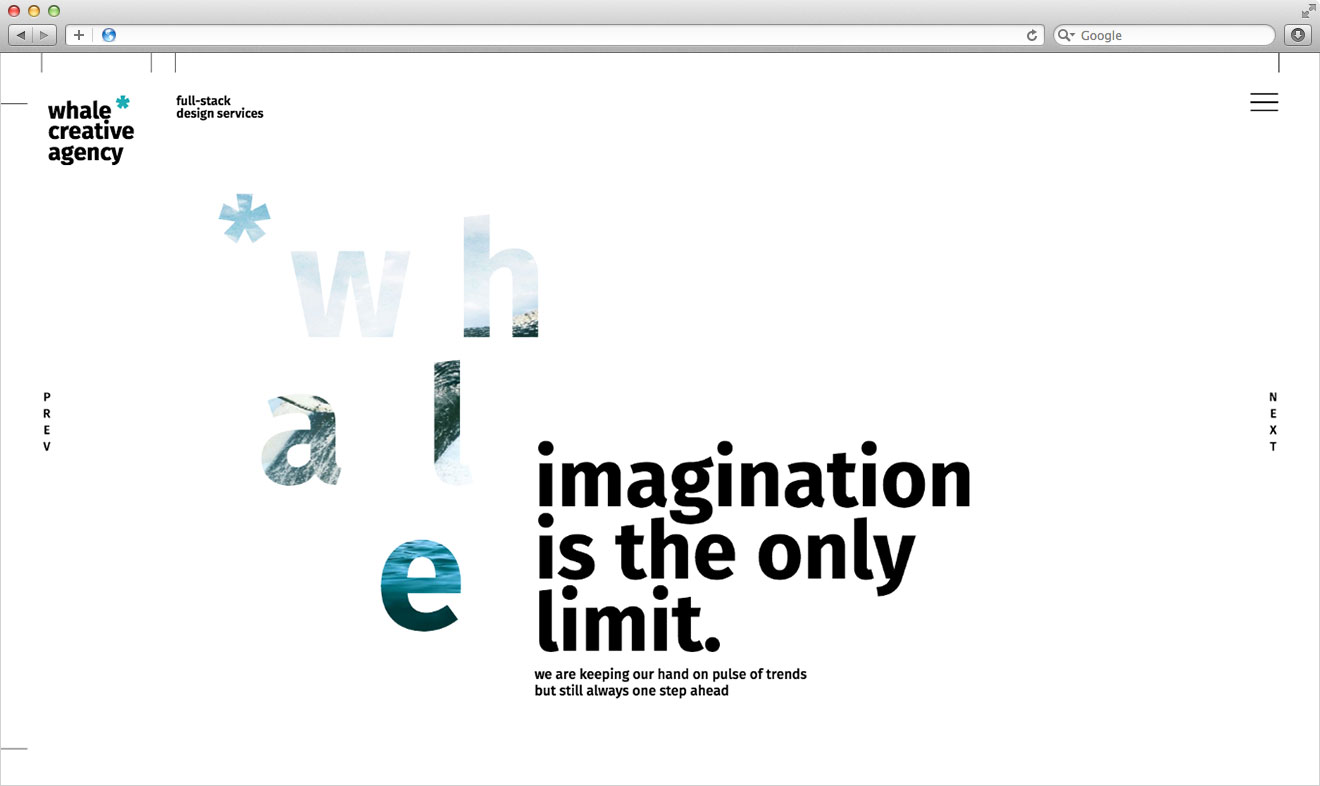 Google
whale*
creative
agency
full-stack
design services
*wh
al
e
PREV
NEXT
imagination
is the only
limit.
we are keeping our hand on pulse of trends
but still always one step ahead